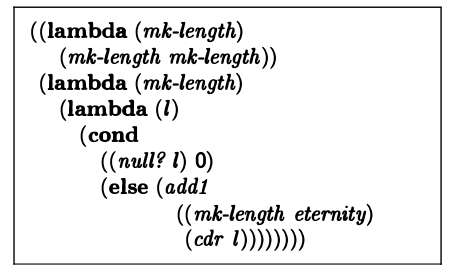 ((lambda (mk-length)
(mk-length mk-length))
(lambda (mk-length)
(lambda (l)
(cond
((null? l) 0)
(else (add1
((mk-length eternity)
(cdr l))))))))